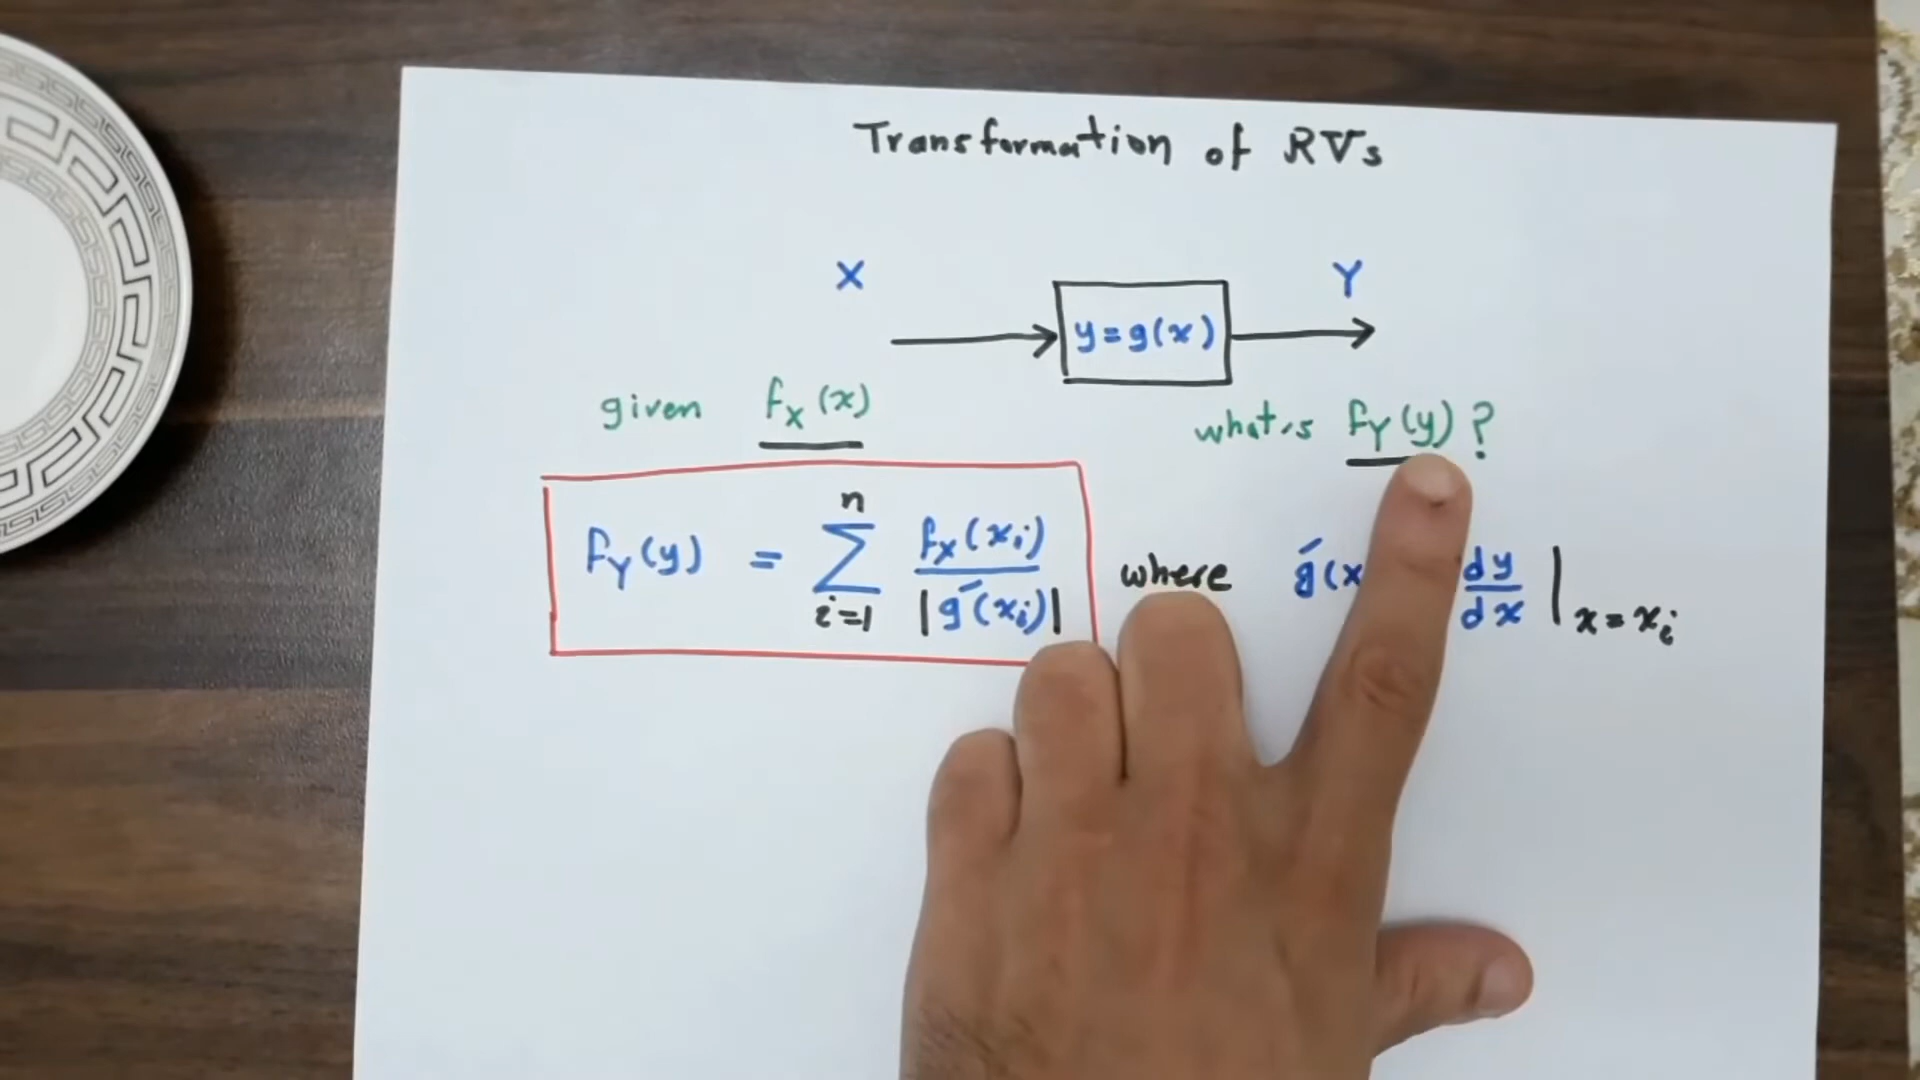 Transformation of RVs
X Y
y = g(x)
given fX(x) what is fY(y) ?
fY(y) = Σ_{i=1}^{n} fX(xi) / |g´(xi)| where g´(x dy/dx |x = xi